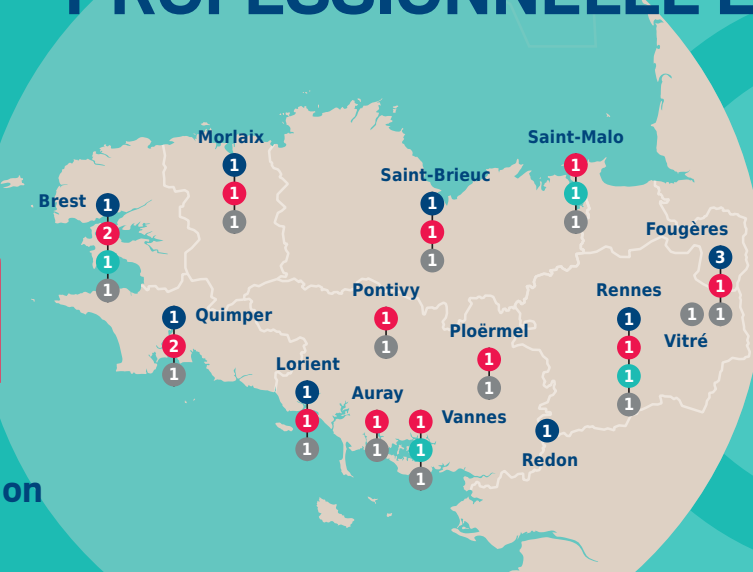 PROFESSIONNELLE E
Morlaix
1
1
1
Saint-Malo
1
1
1
Saint-Brieuc
1
1
1
Brest
1
2
1
1
Fougères
3
1
1
Quimper
1
2
1
Pontivy
1
1
Rennes
1
1
1
1
1
Vitré
Ploërmel
1
1
Lorient
1
1
1
Auray
1
1
Vannes
1
1
1
1
Redon
on